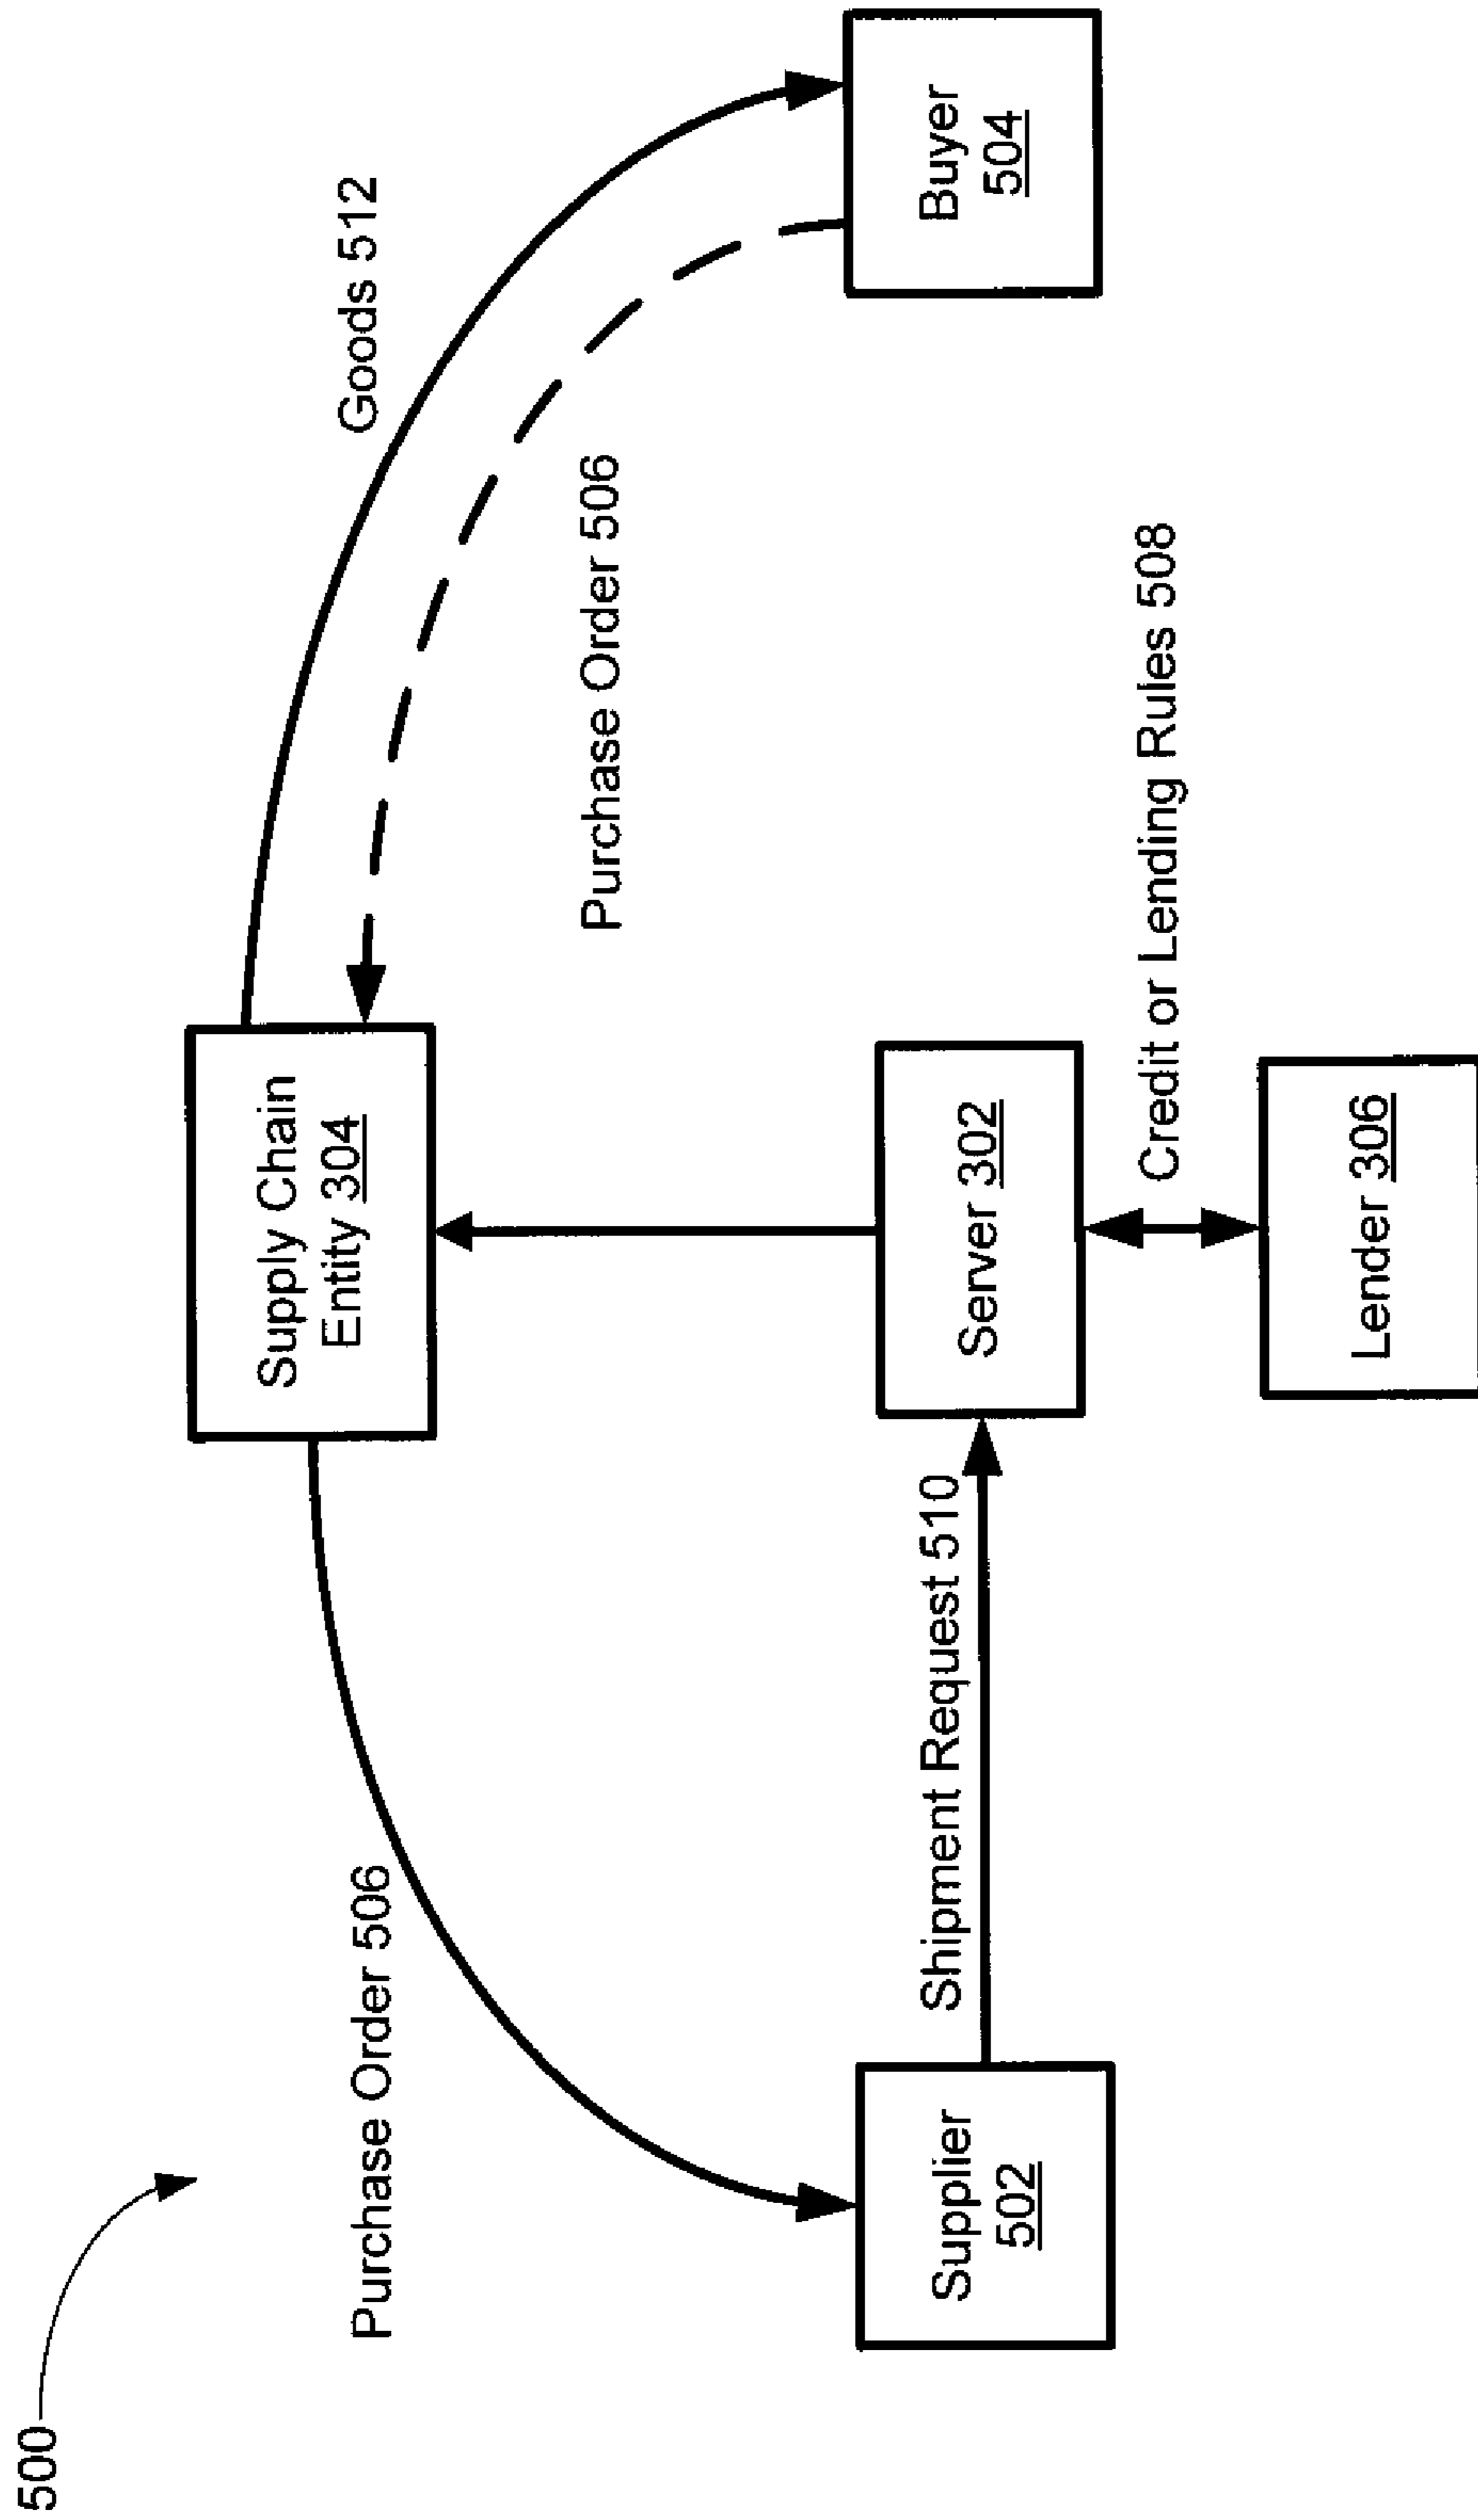 500
Purchase Order 506
Goods 512
Supply Chain
Entity 304
Purchase Order 506
Supplier
502
Shipment Request 510
Server 302
Buyer
504
Credit or Lending Rules 508
Lender 306